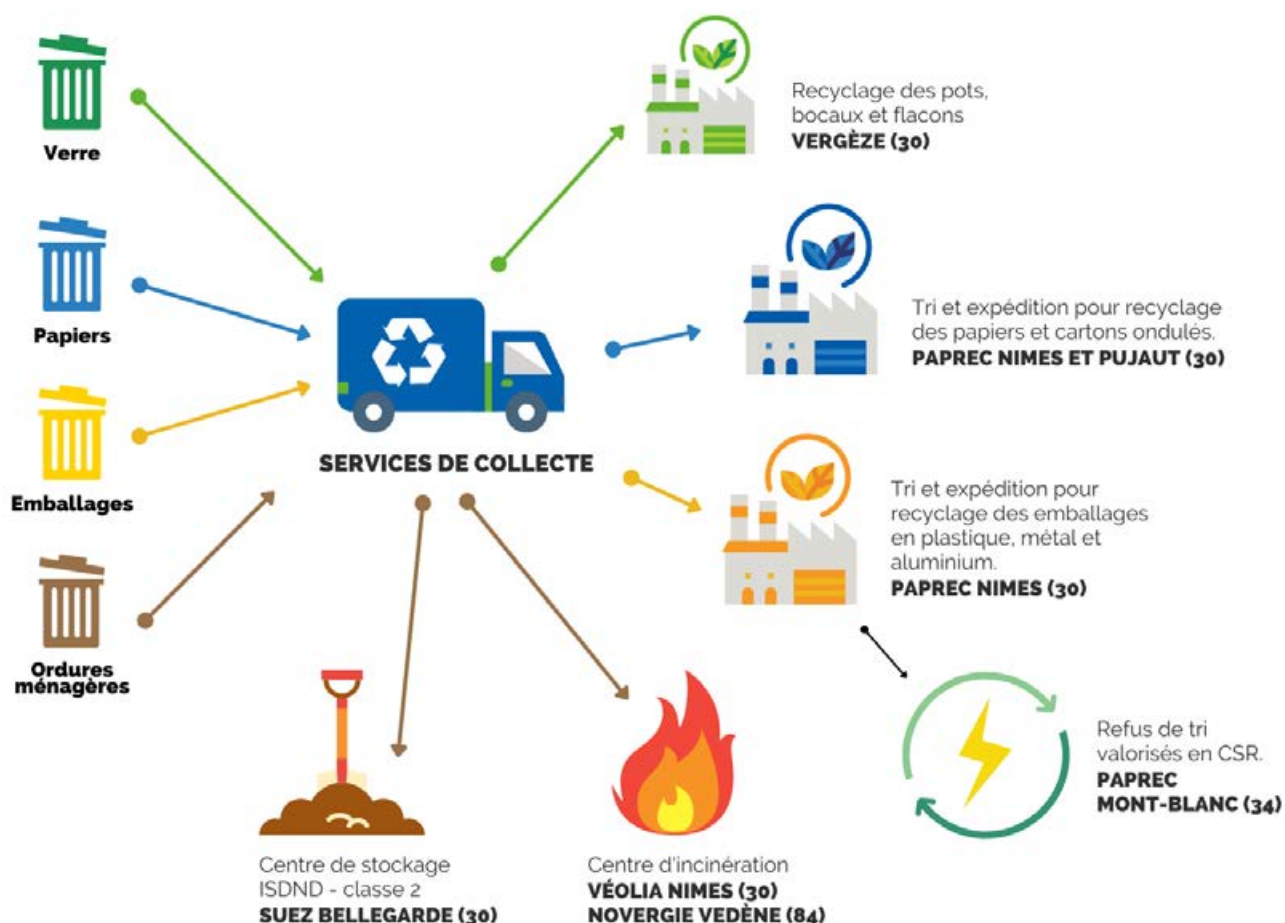 Verre
Papiers
Emballages
Ordures
ménagères
SERVICES DE COLLECTE
Recyclage des pots,
bocaux et flacons
VERGÈZE (30)
Tri et expédition pour recyclage
des papiers et cartons ondulés.
PAPREC NIMES ET PUJAUT (30)
Tri et expédition pour
recyclage des emballages
en plastique, métal et
aluminium.
PAPREC NIMES (30)
Refus de tri
valorisés en CSR.
PAPREC
MONT-BLANC (34)
Centre de stockage
ISDND - classe 2
SUEZ BELLEGARDE (30)
Centre d'incinération
VÉOLIA NIMES (30)
NOVERGIE VEDÈNE (84)